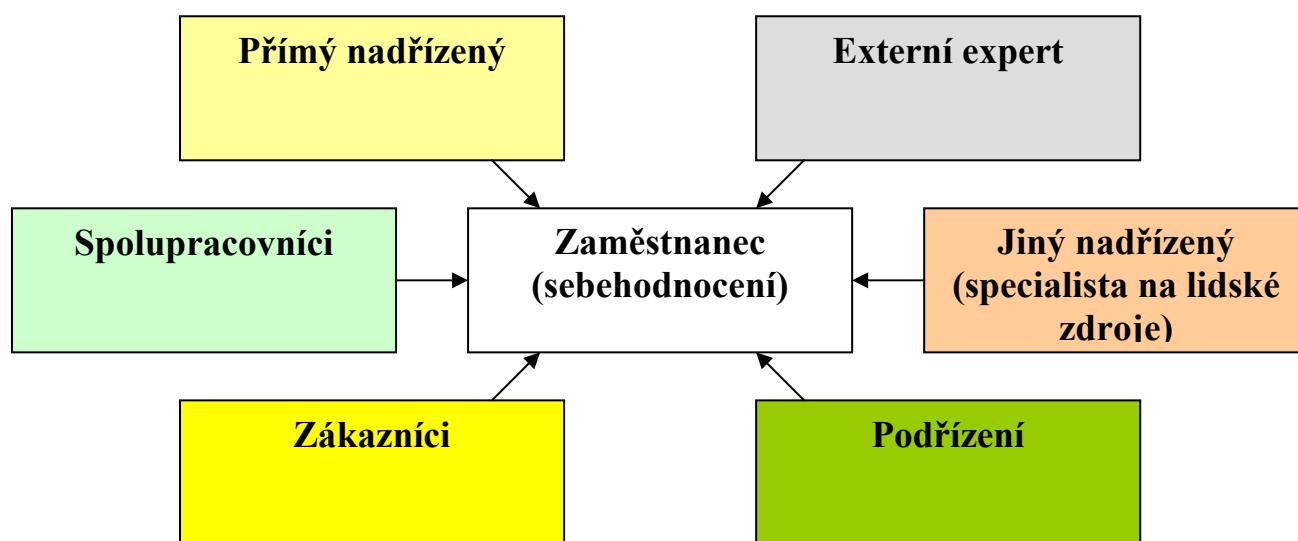 Přímý nadřízený
Externí expert
Spolupracovníci
Zaměstnanec
(sebehodnocení)
Jiný nadřízený
(specialista na lidské
zdroje)
Zákazníci
Podřízení